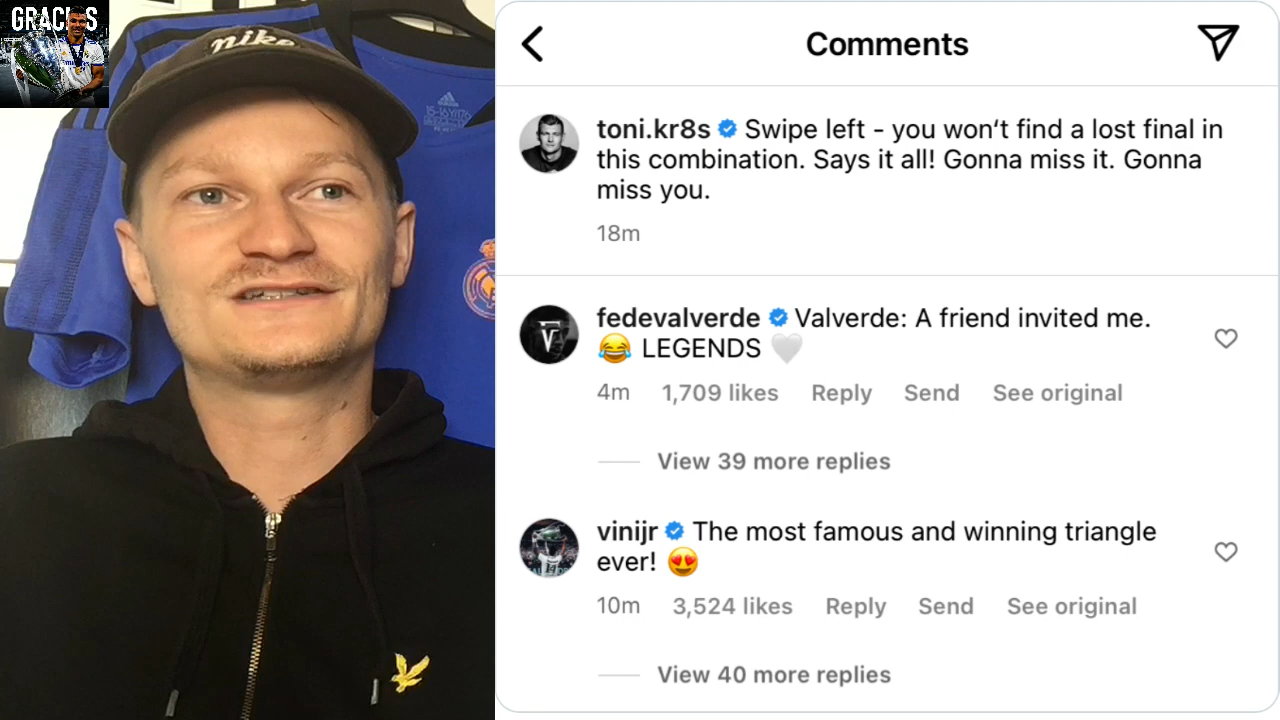 GRACIAS
nike
adidas
Comments
toni.kr8s Swipe left - you won't find a lost final in
this combination. Says it all! Gonna miss it. Gonna
miss you.
18m
fedevalverde Valverde: A friend invited me.
😂 LEGENDS 🤍
4m 1,709 likes Reply Send See original
View 39 more replies
vinijr The most famous and winning triangle
ever! 😍
10m 3,524 likes Reply Send See original
View 40 more replies